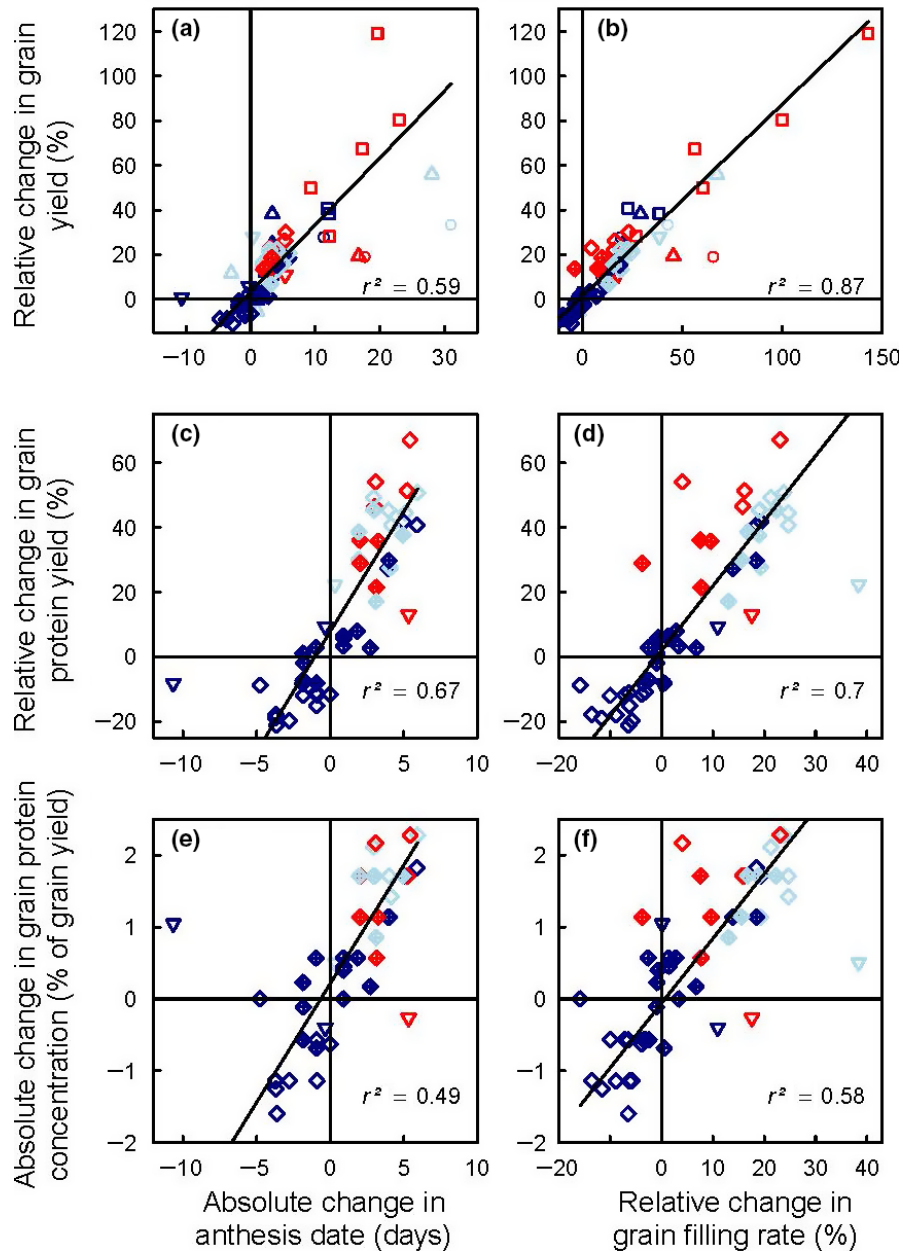 (a)
(b)
Relative change in grain
yield (%)
120
100
80
60
40
20
0
r² = 0.59
r² = 0.87
−10
0
10
20
30
0
50
100
150
(c)
(d)
Relative change in grain
protein yield (%)
60
40
20
0
−20
r² = 0.67
r² = 0.7
−10
−5
0
5
10
−20
0
10
20
30
40
(e)
(f)
Absolute change in grain protein
concentration (% of grain yield)
2
1
0
−1
−2
r² = 0.49
r² = 0.58
−10
−5
0
5
10
−20
0
10
20
30
40
Absolute change in
anthesis date (days)
Relative change in
grain filling rate (%)